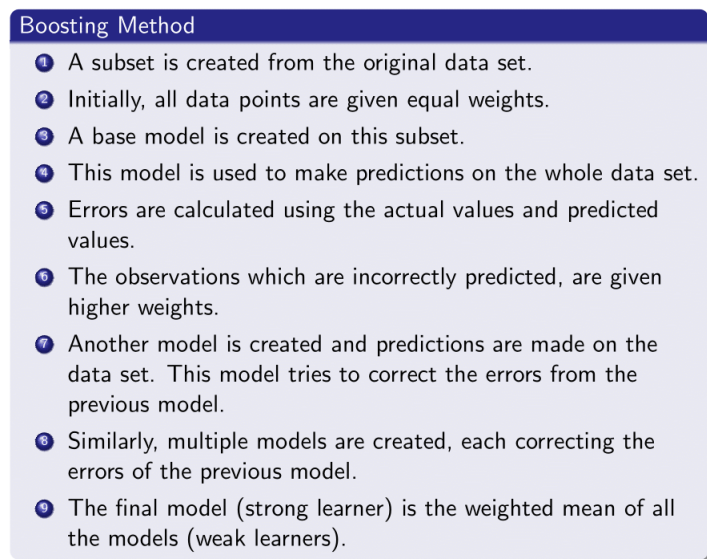 Boosting Method
1 A subset is created from the original data set.
2 Initially, all data points are given equal weights.
3 A base model is created on this subset.
4 This model is used to make predictions on the whole data set.
5 Errors are calculated using the actual values and predicted
values.
6 The observations which are incorrectly predicted, are given
higher weights.
7 Another model is created and predictions are made on the
data set. This model tries to correct the errors from the
previous model.
8 Similarly, multiple models are created, each correcting the
errors of the previous model.
9 The final model (strong learner) is the weighted mean of all
the models (weak learners).